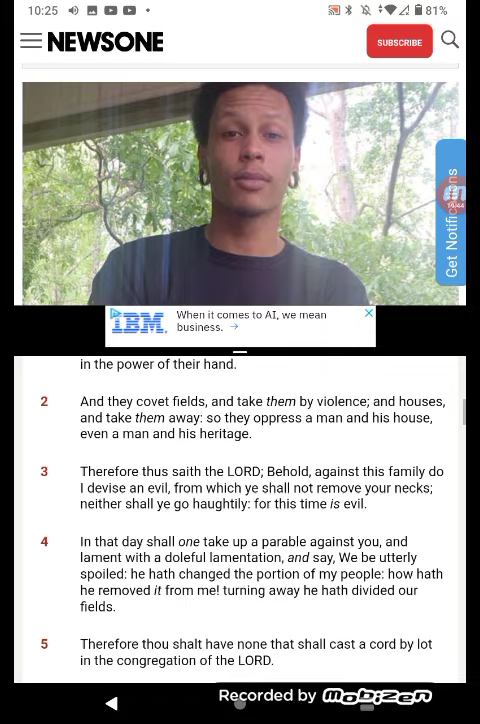 10:25
81%
NEWSONE
SUBSCRIBE
Get Notifications
14:44
IBM.
When it comes to AI, we mean
business. →
in the power of their hand.
2 And they covet fields, and take them by violence; and houses,
and take them away: so they oppress a man and his house,
even a man and his heritage.
3 Therefore thus saith the LORD; Behold, against this family do
I devise an evil, from which ye shall not remove your necks;
neither shall ye go haughtily: for this time is evil.
4 In that day shall one take up a parable against you, and
lament with a doleful lamentation, and say, We be utterly
spoiled: he hath changed the portion of my people: how hath
he removed it from me! turning away he hath divided our
fields.
5 Therefore thou shalt have none that shall cast a cord by lot
in the congregation of the LORD.
Recorded by Mobizen